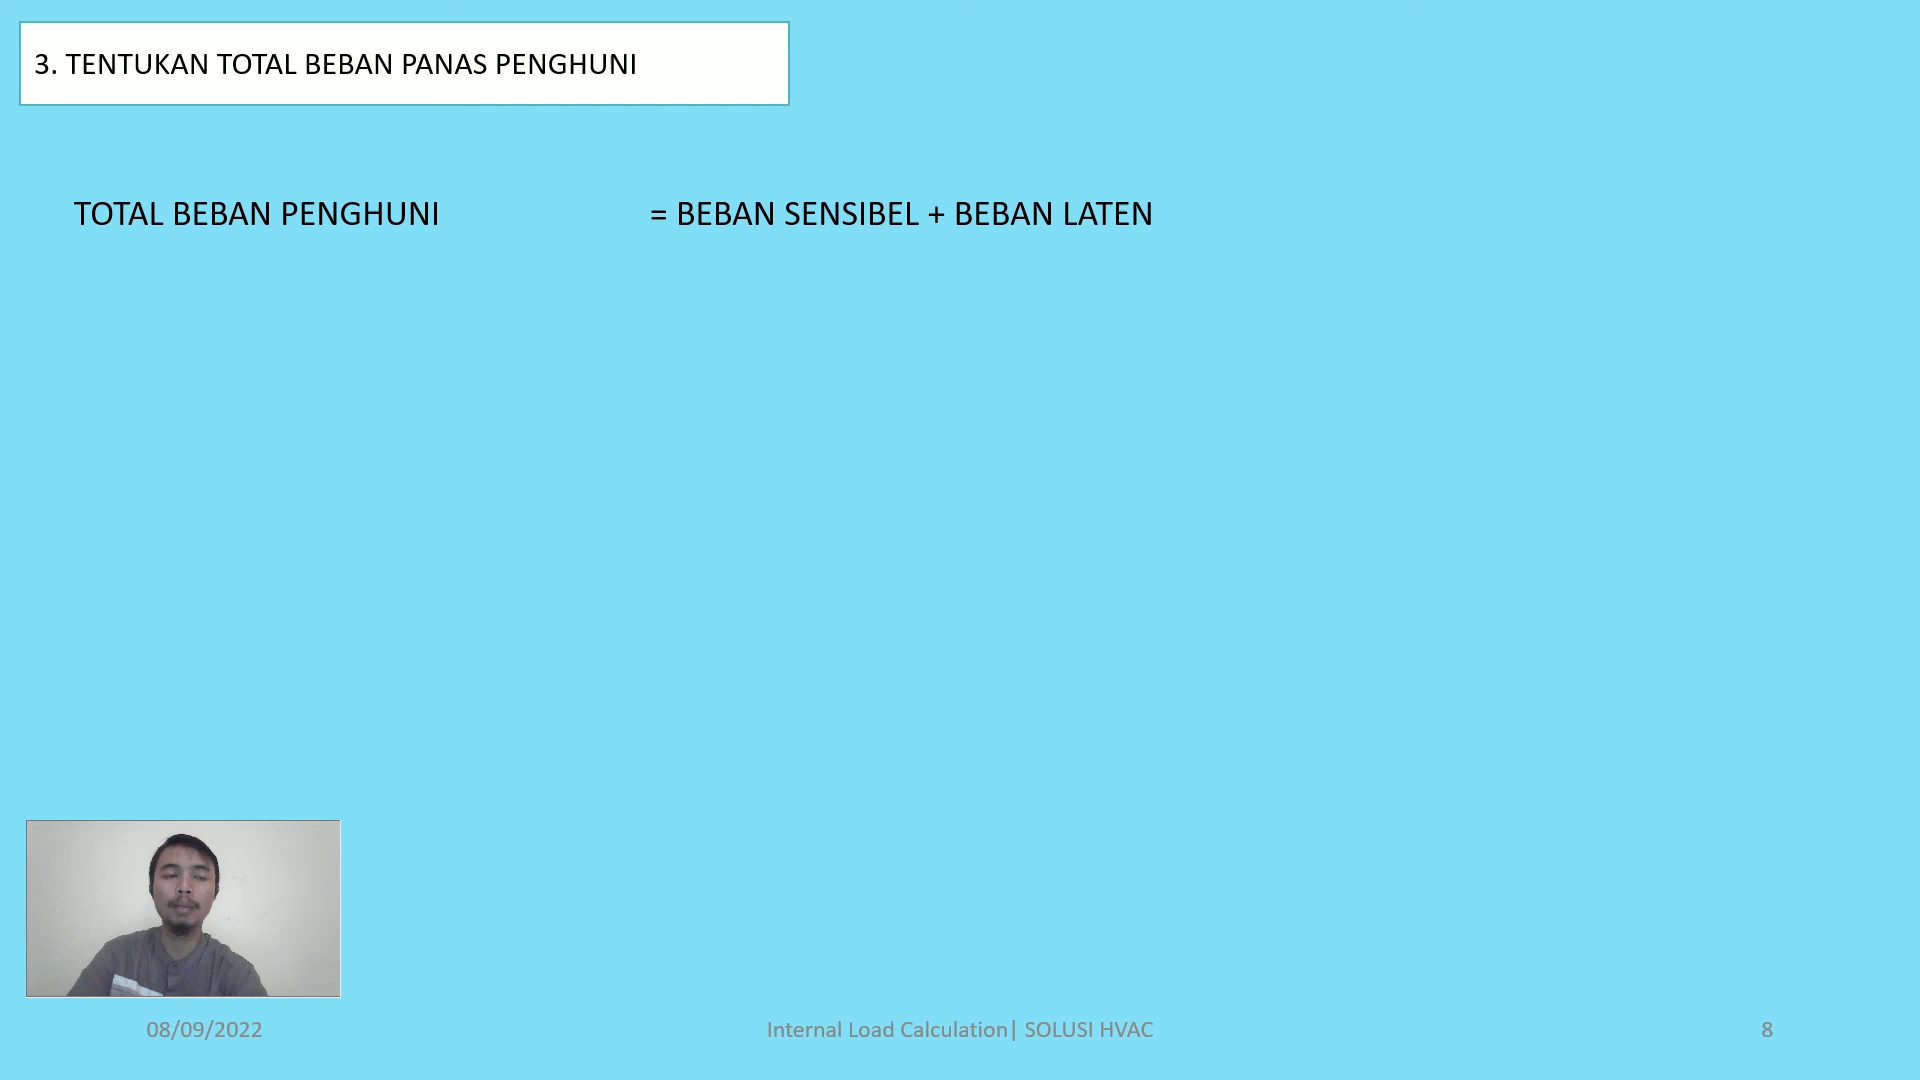 3. TENTUKAN TOTAL BEBAN PANAS PENGHUNI
TOTAL BEBAN PENGHUNI = BEBAN SENSIBEL + BEBAN LATEN
08/09/2022 Internal Load Calculation| SOLUSI HVAC 8